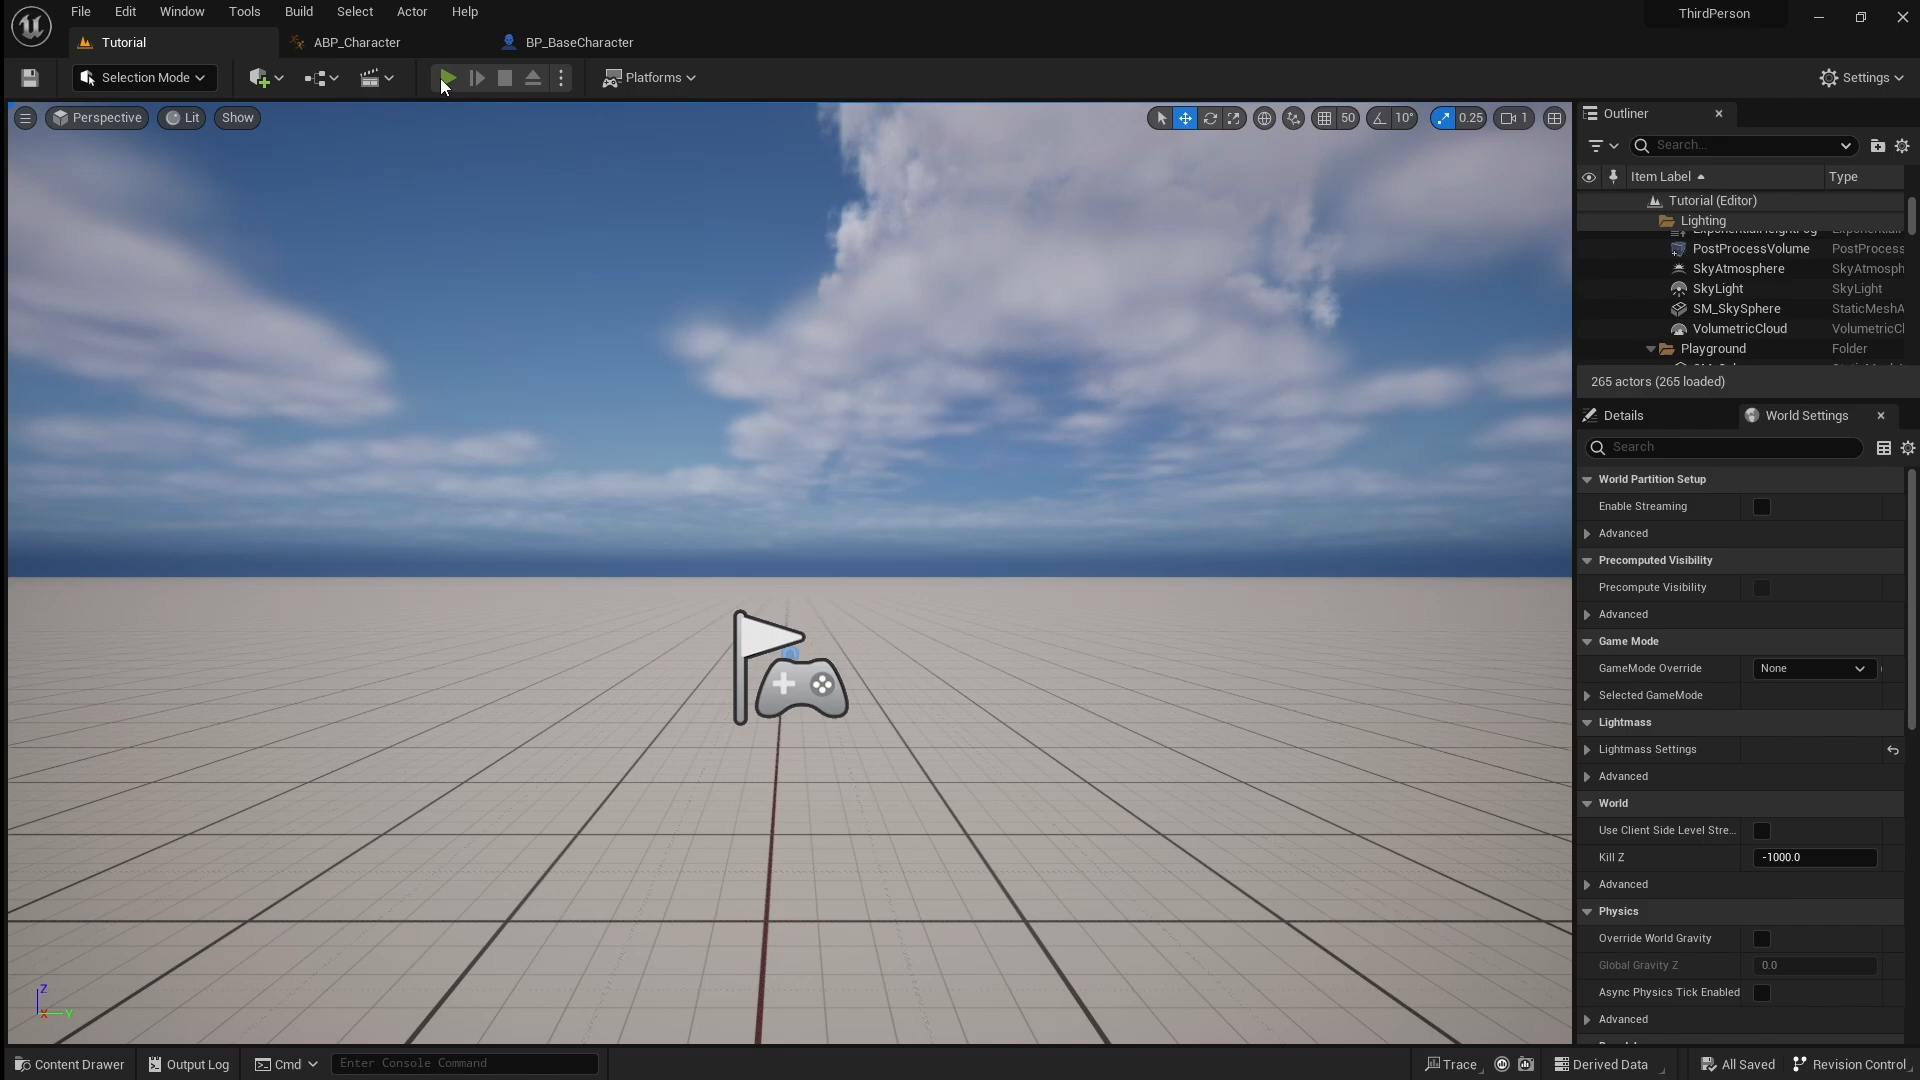 File Edit Window Tools Build Select Actor Help
ThirdPerson
Tutorial
ABP_Character
BP_BaseCharacter
Selection Mode
Platforms
Settings
Perspective
Lit
Show
50
10°
0.25
1
Outliner
Search...
Item Label
Type
Tutorial (Editor)
Lighting
PostProcessVolume PostProcess
SkyAtmosphere SkyAtmosph
SkyLight SkyLight
SM_SkySphere StaticMeshA
VolumetricCloud VolumetricCl
Playground Folder
265 actors (265 loaded)
Details
World Settings
Search
World Partition Setup
Enable Streaming
Advanced
Precomputed Visibility
Precompute Visibility
Advanced
Game Mode
GameMode Override None
Selected GameMode
Lightmass
Lightmass Settings
Advanced
World
Use Client Side Level Stre...
Kill Z -1000.0
Advanced
Physics
Override World Gravity
Global Gravity Z 0.0
Async Physics Tick Enabled
Advanced
Z
X
Y
Content Drawer
Output Log
Cmd
Enter Console Command
Trace
Derived Data
All Saved
Revision Control